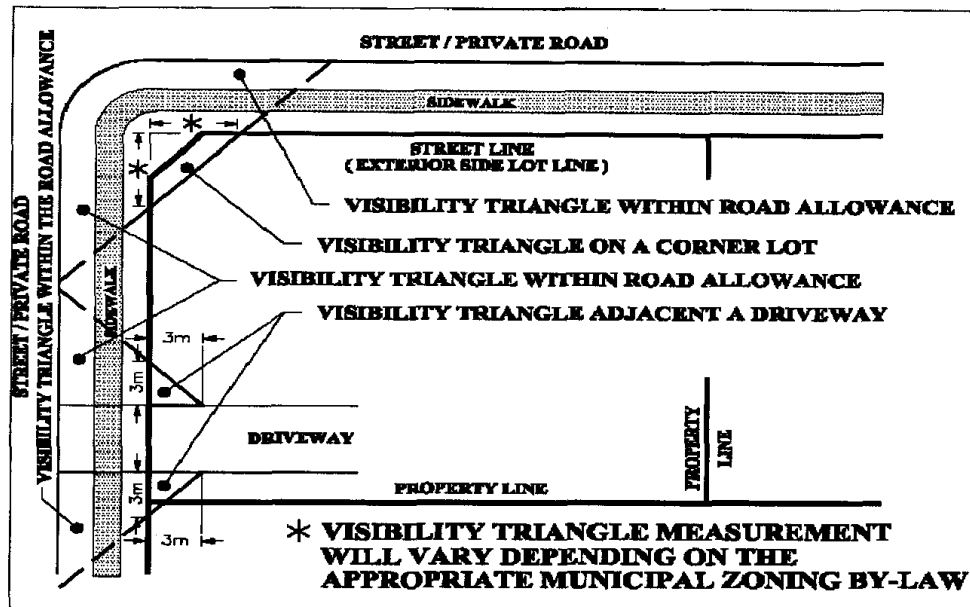 STREET / PRIVATE ROAD
SIDEWALK
STREET LINE
( EXTERIOR SIDE LOT LINE )
VISIBILITY TRIANGLE WITHIN ROAD ALLOWANCE
VISIBILITY TRIANGLE ON A CORNER LOT
VISIBILITY TRIANGLE WITHIN ROAD ALLOWANCE
VISIBILITY TRIANGLE ADJACENT A DRIVEWAY
STREET / PRIVATE ROAD
VISIBILITY TRIANGLE WITHIN THE ROAD ALLOWANCE
SIDEWALK
*
*
3m
3m
DRIVEWAY
PROPERTY
LINE
PROPERTY LINE
3m
3m
* VISIBILITY TRIANGLE MEASUREMENT
WILL VARY DEPENDING ON THE
APPROPRIATE MUNICIPAL ZONING BY-LAW